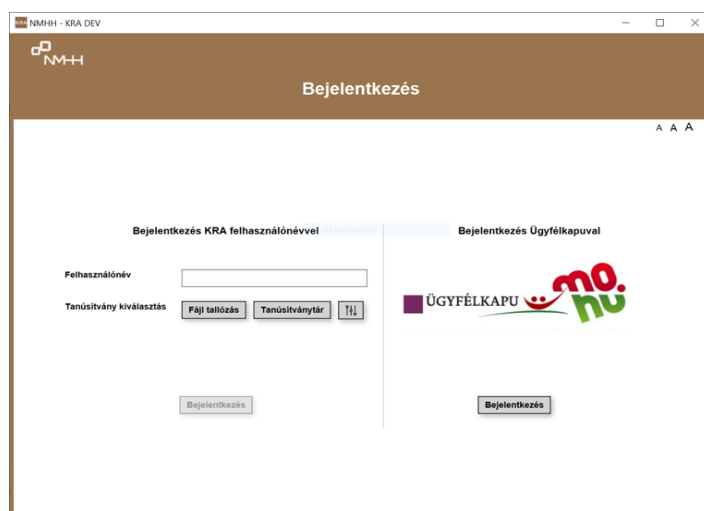 KRA NMHH - KRA DEV
NMHH
Bejelentkezés
A A A
Bejelentkezés KRA felhasználónévvel
Felhasználónév
Tanúsítvány kiválasztás
Fájl tallózás
Tanúsítványtár
Bejelentkezés
Bejelentkezés Ügyfélkapuval
ÜGYFÉLKAPU
mo.
hu
Bejelentkezés